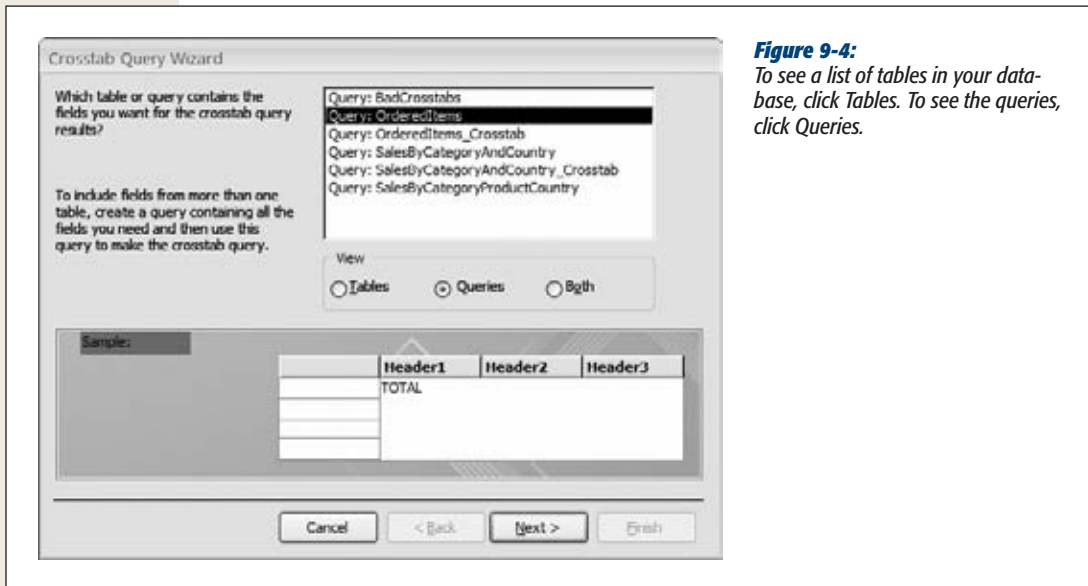 Crosstab Query Wizard
Which table or query contains the
fields you want for the crosstab query
results?
To include fields from more than one
table, create a query containing all the
fields you need and then use this
query to make the crosstab query.
Query: BadCrosstabs
Query: OrderedItems
Query: OrderedItems_Crosstab
Query: SalesByCategoryAndCountry
Query: SalesByCategoryAndCountry_Crosstab
Query: SalesByCategoryProductCountry
View
Tables Queries Both
Sample:
Header1 Header2 Header3
TOTAL
Cancel < Back Next > Finish
Figure 9-4:
To see a list of tables in your data-
base, click Tables. To see the queries,
click Queries.